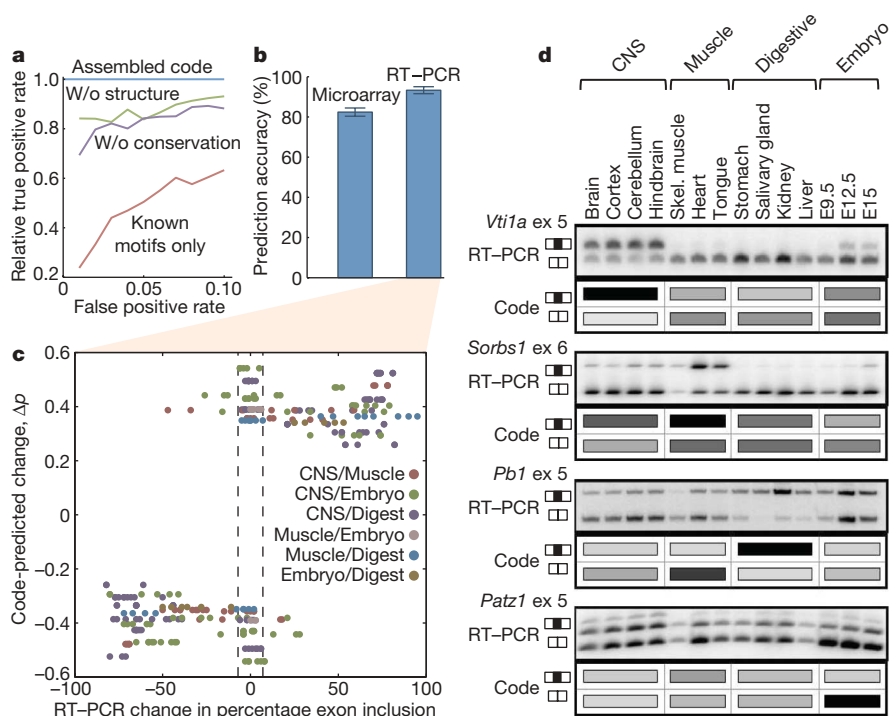 a
Relative true positive rate
1.0
0.8
0.6
0.4
0.2
Assembled code
W/o structure
W/o conservation
Known
motifs only
0
0.05
0.10
False positive rate
b
Prediction accuracy (%)
100
80
60
40
20
0
Microarray
RT–PCR
c
Code-predicted change, Δp
0.6
0.4
0.2
0
−0.2
−0.4
−0.6
CNS/Muscle
CNS/Embryo
CNS/Digest
Muscle/Embryo
Muscle/Digest
Embryo/Digest
−100
−50
0
50
100
RT–PCR change in percentage exon inclusion
d
CNS
Muscle
Digestive
Embryo
Brain
Cortex
Cerebellum
Hindbrain
Skel. muscle
Heart
Tongue
Stomach
Salivary gland
Kidney
Liver
E9.5
E12.5
E15
Vti1a ex 5
RT–PCR
Code
Sorbs1 ex 6
RT–PCR
Code
Pb1 ex 5
RT–PCR
Code
Patz1 ex 5
RT–PCR
Code